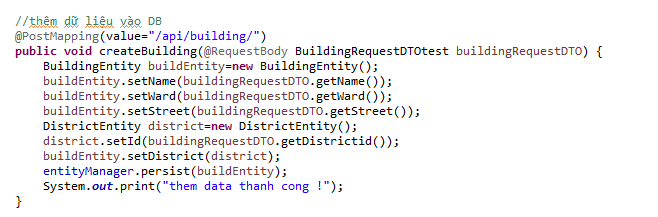 //thêm dữ liệu vào DB
@PostMapping(value="/api/building/")
public void createBuilding(@RequestBody BuildingRequestDTOtest buildingRequestDTO) {
    BuildingEntity buildEntity=new BuildingEntity();
    buildEntity.setName(buildingRequestDTO.getName());
    buildEntity.setWard(buildingRequestDTO.getWard());
    buildEntity.setStreet(buildingRequestDTO.getStreet());
    DistrictEntity district=new DistrictEntity();
    district.setId(buildingRequestDTO.getDistrictid());
    buildEntity.setDistrict(district);
    entityManager.persist(buildEntity);
    System.out.print("them data thanh cong !");
}